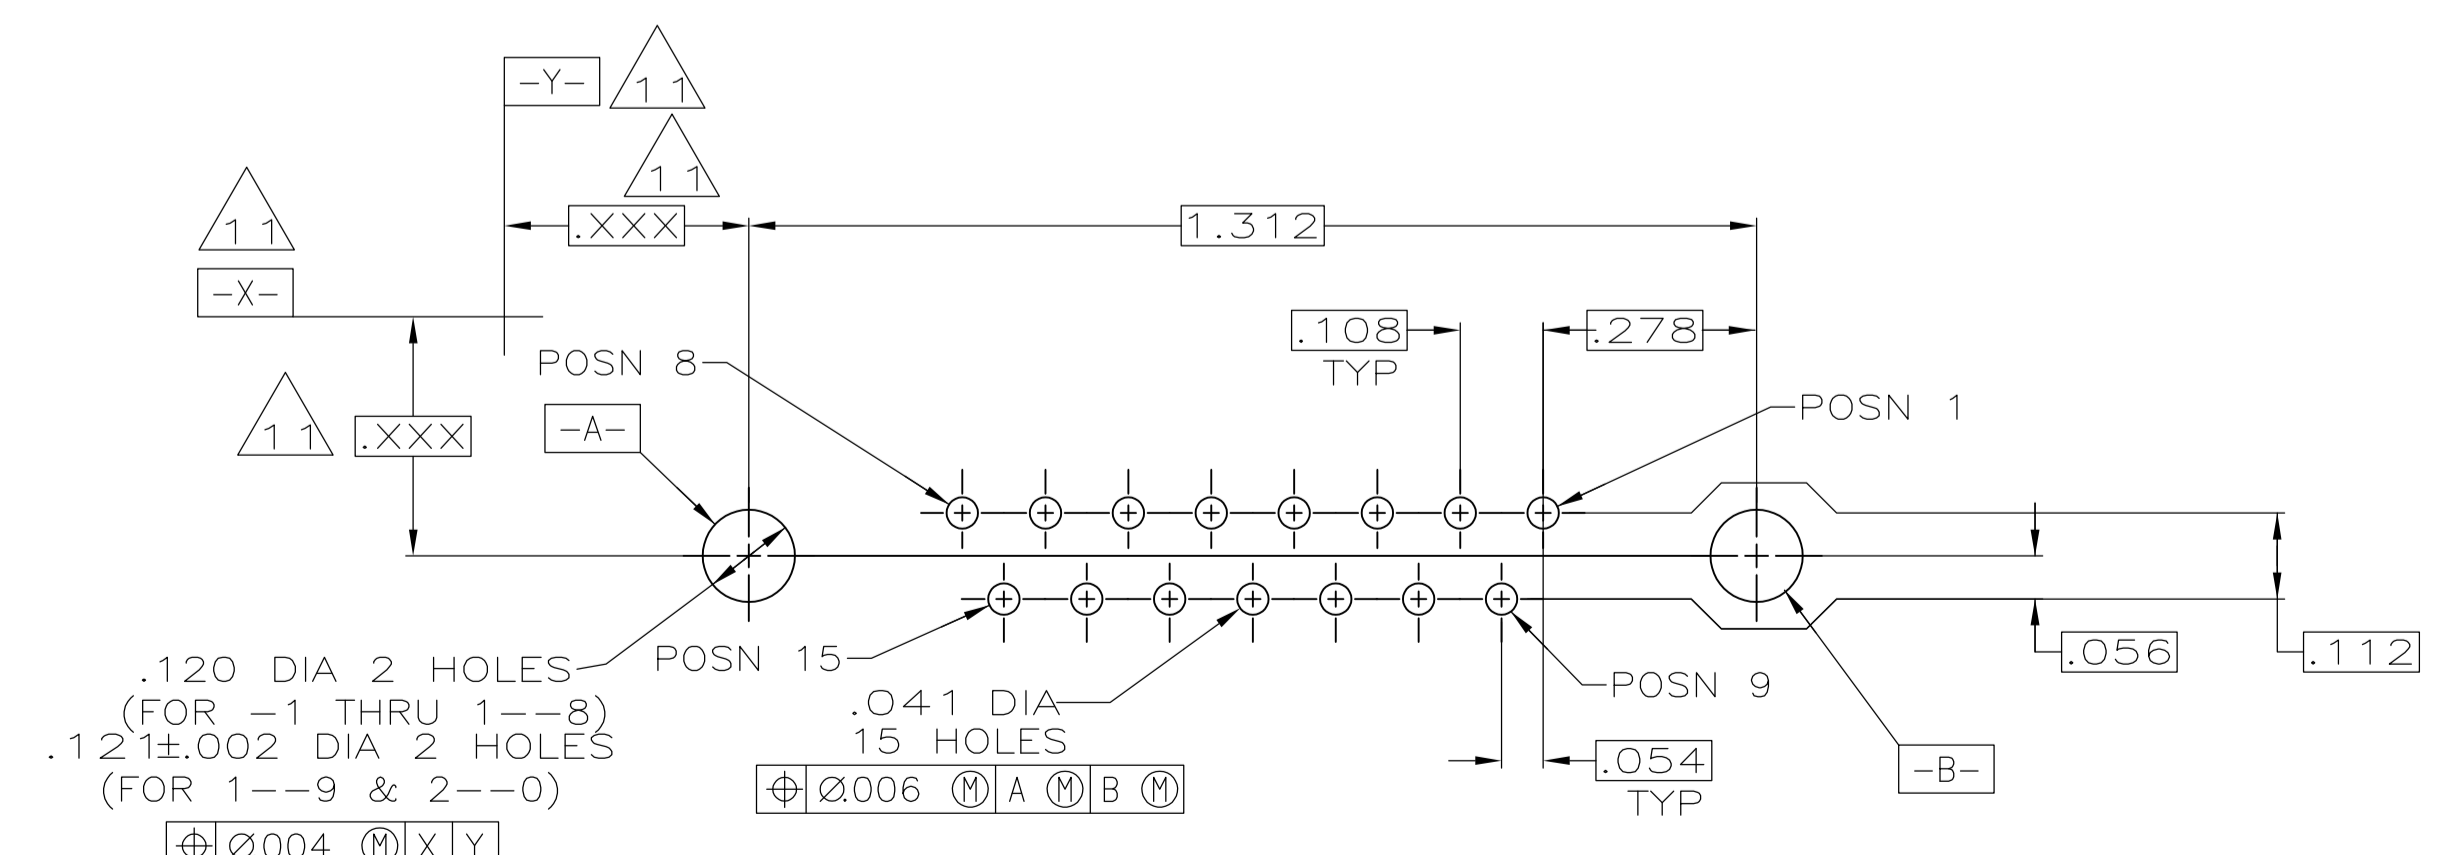 -Y-
11
11
11
-X-
.XXX
1.312
.108
TYP
.278
POSN 8
POSN 1
11
.XXX
-A-
.120 DIA 2 HOLES
(FOR -1 THRU 1--8)
.121±.002 DIA 2 HOLES
(FOR 1--9 & 2--0)
⌖ Ø.004 Ⓜ X Y
POSN 15
.041 DIA
15 HOLES
⌖ Ø.006 Ⓜ A Ⓜ B Ⓜ
POSN 9
.054
TYP
-B-
.056
.112